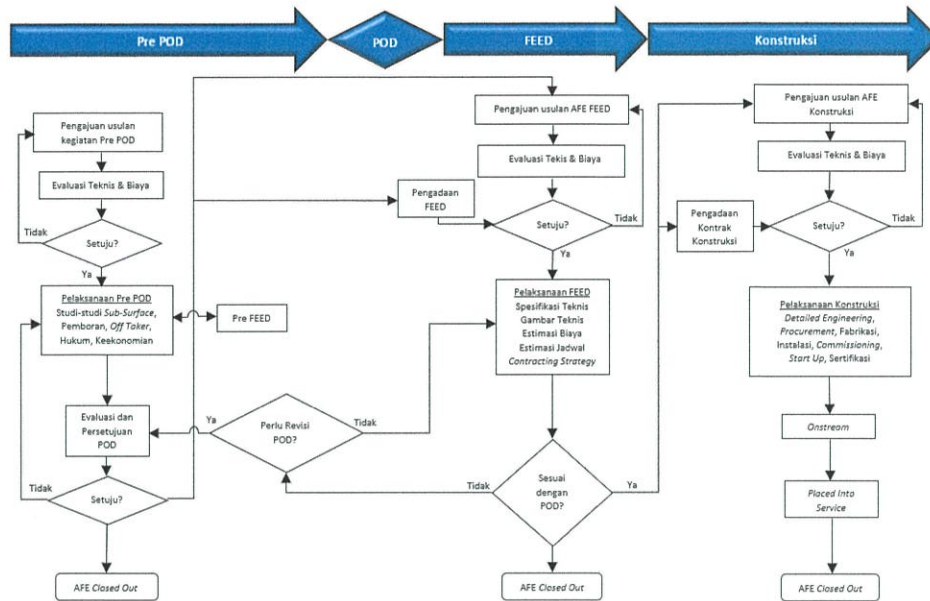 Pre POD
POD
FEED
Konstruksi
Pengajuan usulan
kegiatan Pre POD
Evaluasi Teknis & Biaya
Tidak
Setuju?
Ya
Pelaksanaan Pre POD
Studi-studi Sub-Surface,
Pemboran, Off Taker,
Hukum, Keekonomian
Pre FEED
Evaluasi dan
Persetujuan
POD
Tidak
Setuju?
AFE Closed Out
Ya
Perlu Revisi
POD?
Tidak
Pengajuan usulan AFE FEED
Evaluasi Tekis & Biaya
Pengadaan
FEED
Setuju?
Tidak
Ya
Pelaksanaan FEED
Spesifikasi Teknis
Gambar Teknis
Estimasi Biaya
Estimasi Jadwal
Contracting Strategy
Tidak
Sesuai
dengan
POD?
Ya
AFE Closed Out
Pengajuan usulan AFE
Konstruksi
Evaluasi Teknis & Biaya
Pengadaan
Kontrak
Konstruksi
Setuju?
Tidak
Ya
Pelaksanaan Konstruksi
Detailed Engineering,
Procurement, Fabrikasi,
Instalasi, Commissioning,
Start Up, Sertifikasi
Onstream
Placed Into
Service
AFE Closed Out